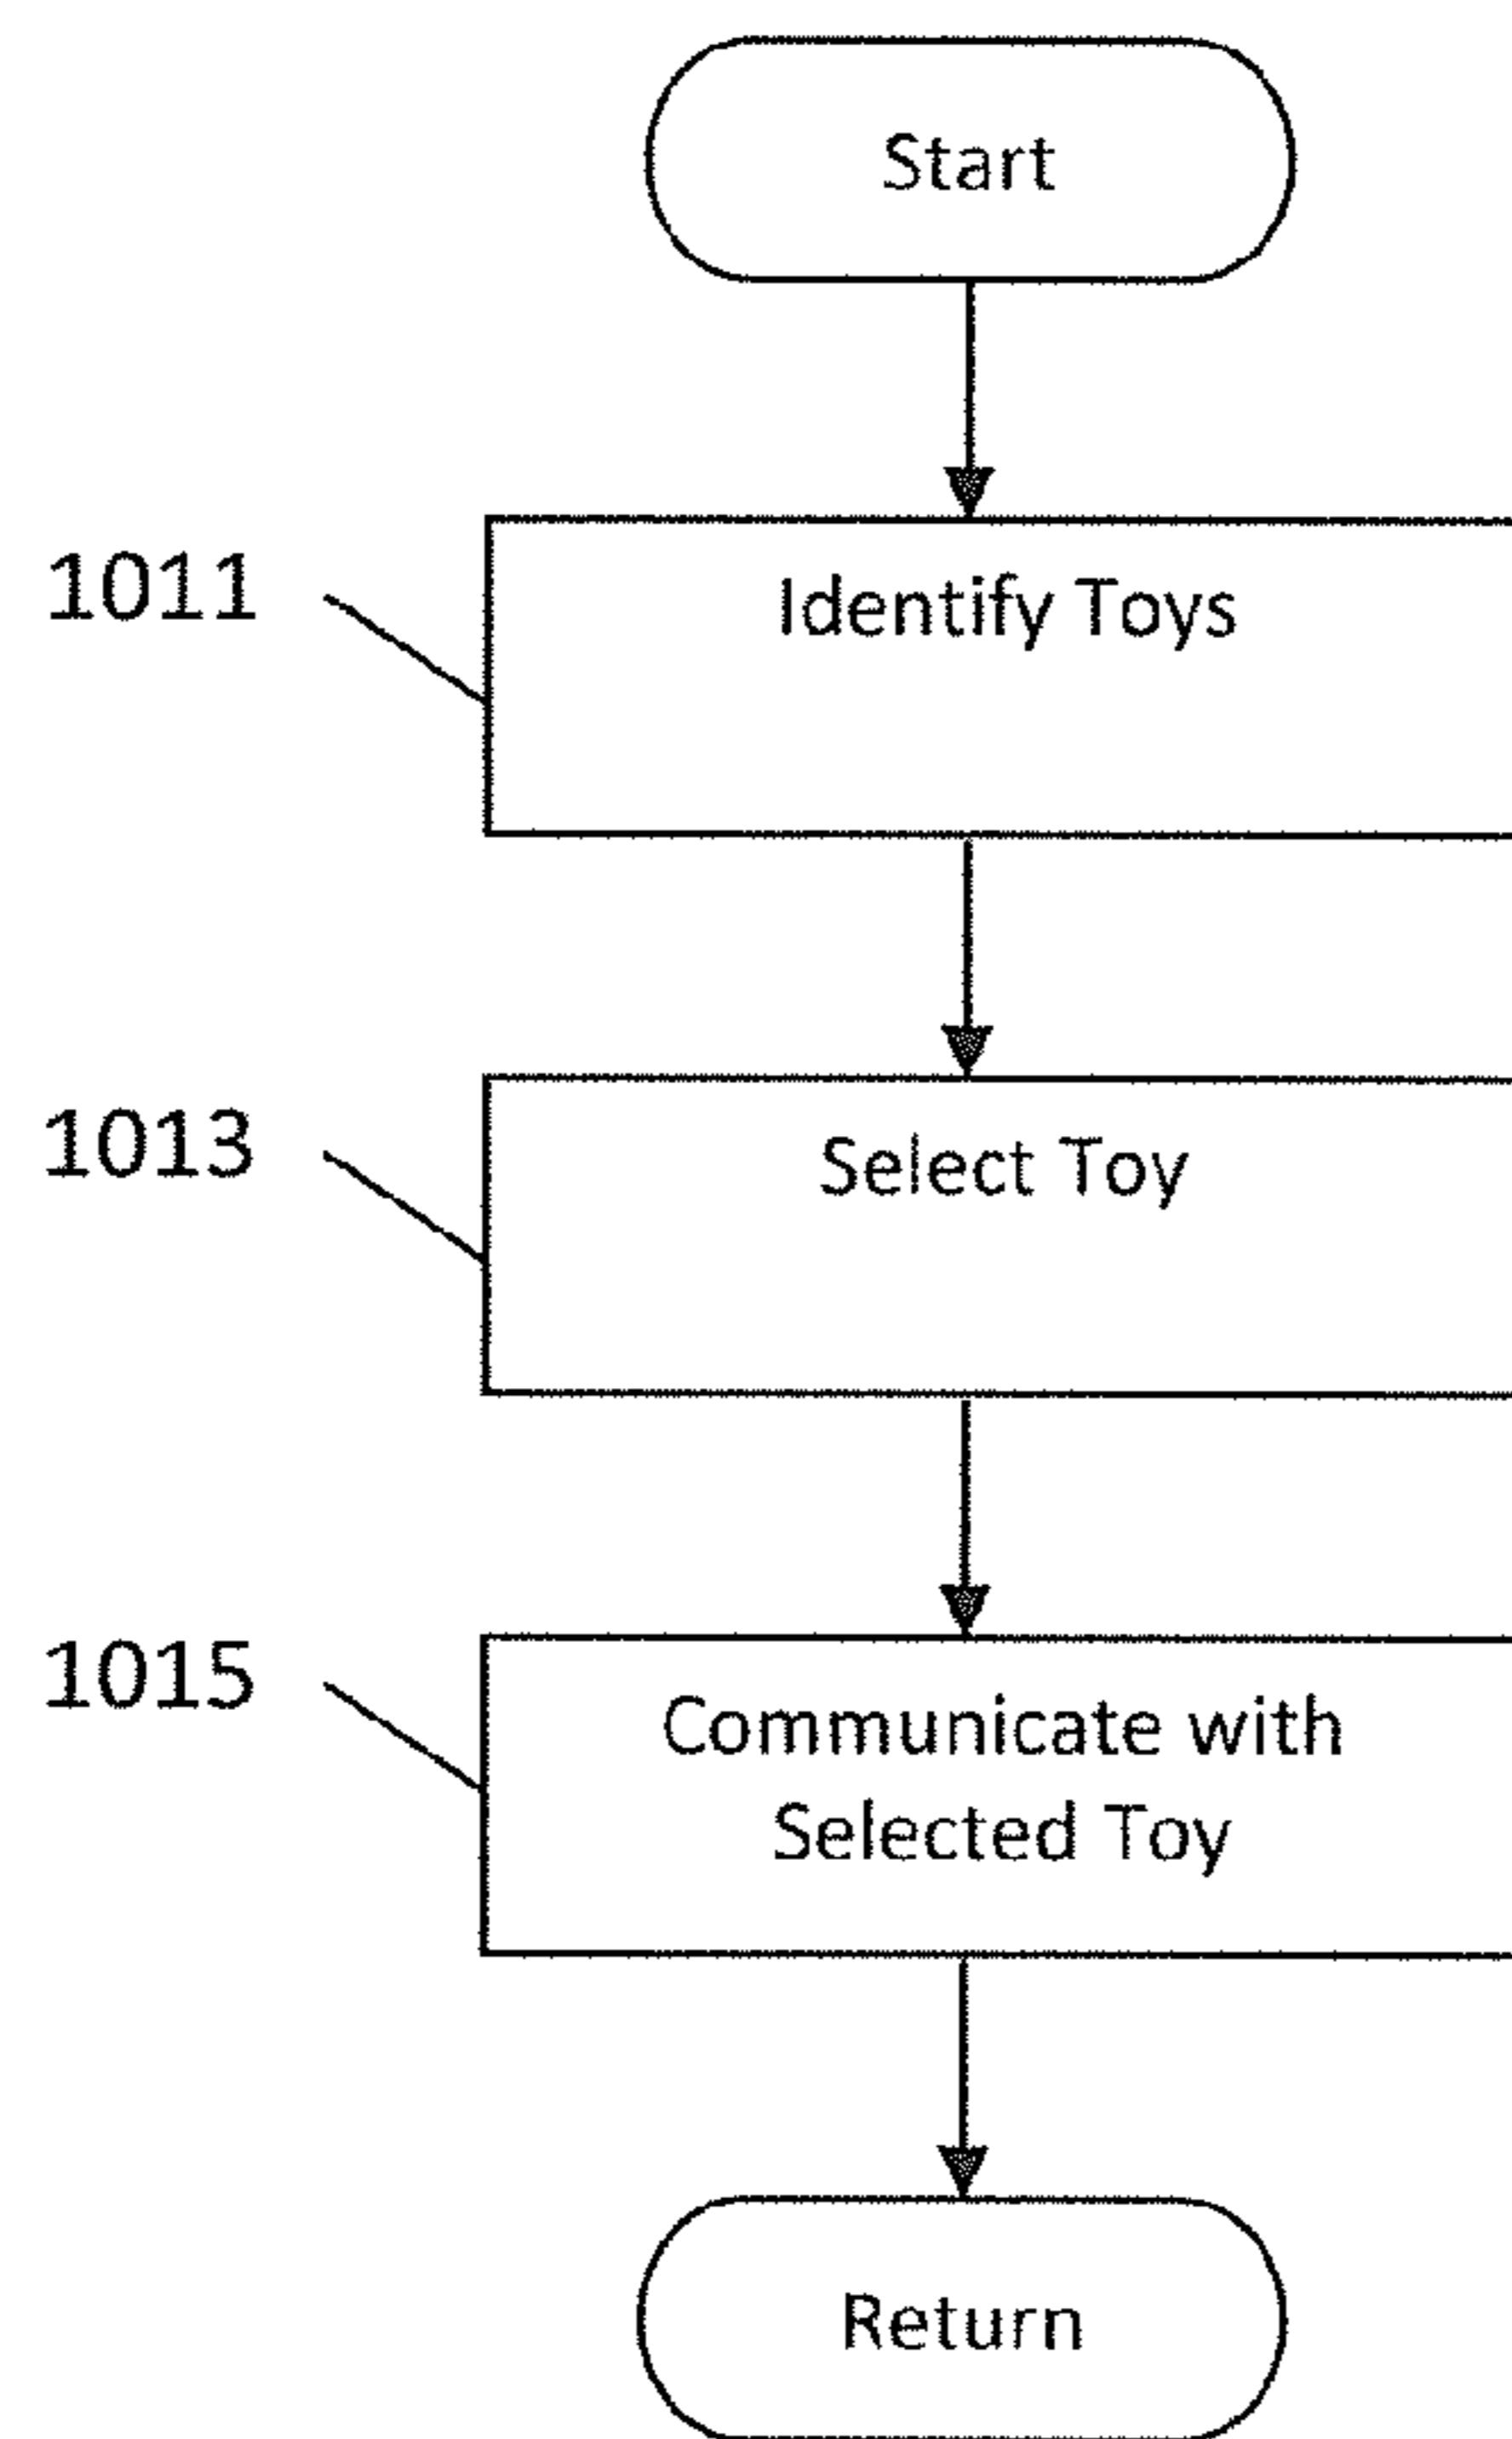 Start
1011
Identify Toys
1013
Select Toy
1015
Communicate with
Selected Toy
Return